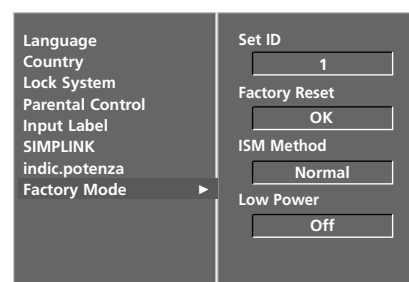 Language
Country
Lock System
Parental Control
Input Label
SIMPLINK
indic.potenza
Factory Mode ►
Set ID
1
Factory Reset
OK
ISM Method
Normal
Low Power
Off